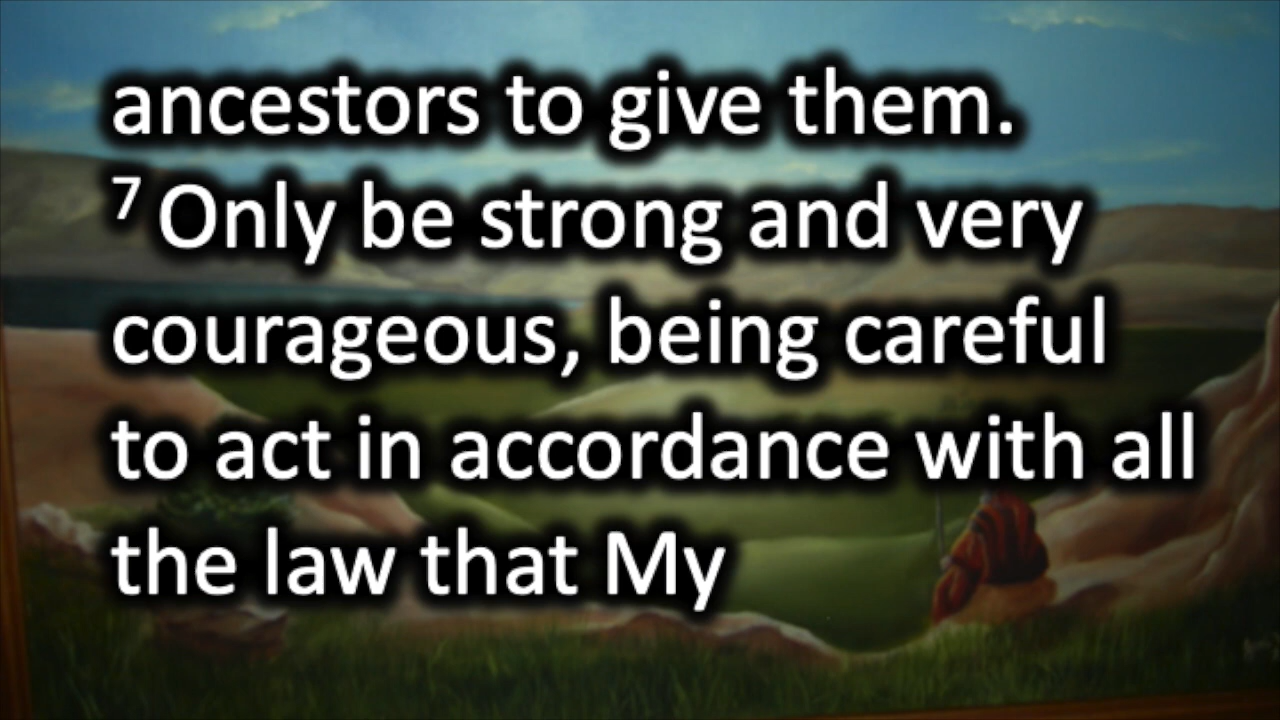 ancestors to give them.
⁷ Only be strong and very
courageous, being careful
to act in accordance with all
the law that My